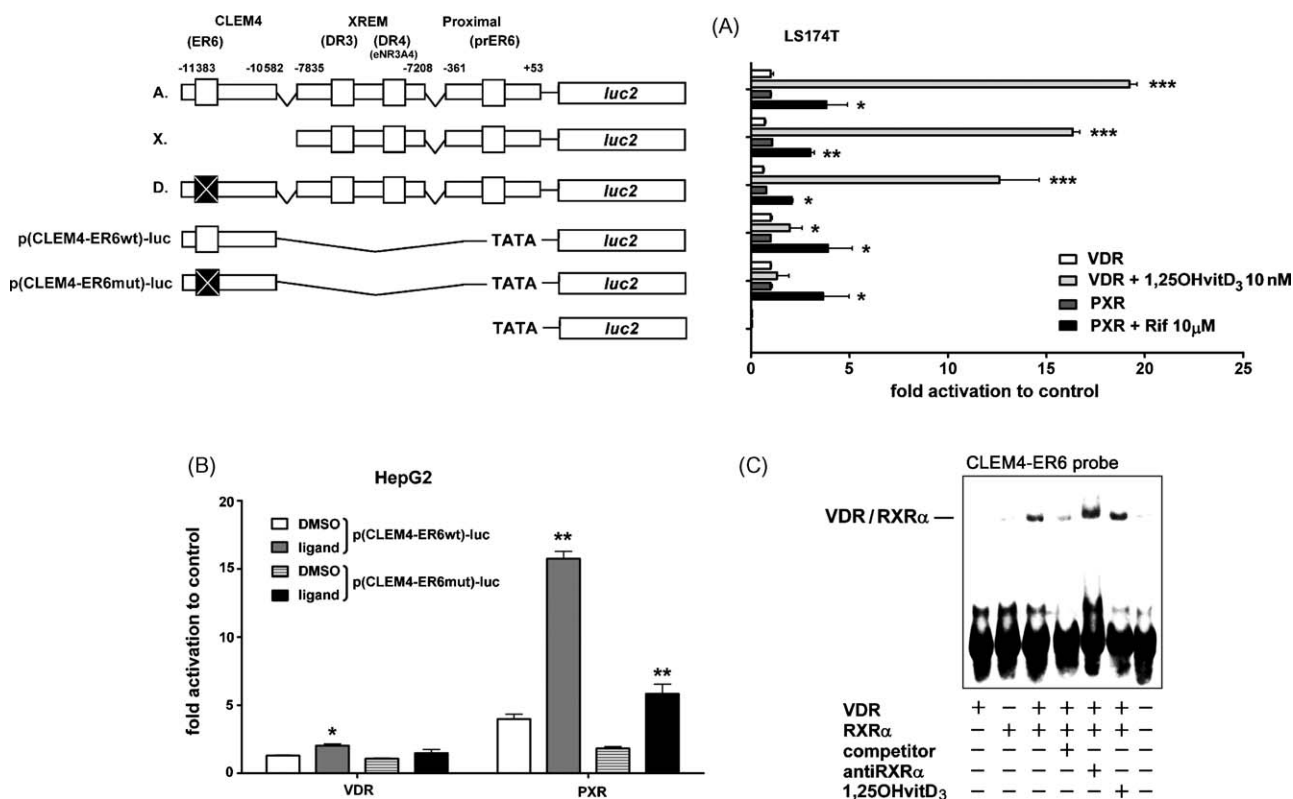 CLEM4 XREM Proximal
(ER6) (DR3) (DR4) (prER6)
(eNR3A4)
-11383 -10582 -7835 -7208 -361 +53
A. luc2
X. luc2
D. luc2
p(CLEM4-ER6wt)-luc TATA luc2
p(CLEM4-ER6mut)-luc TATA luc2
TATA luc2
(A)
LS174T
***
*
***
**
***
*
*
*
*
VDR
VDR + 1,25OHvitD3 10 nM
PXR
PXR + Rif 10μM
0 5 10 15 20 25
fold activation to control
(B)
HepG2
fold activation to control
20
15
10
5
0
DMSO
ligand
p(CLEM4-ER6wt)-luc
DMSO
ligand
p(CLEM4-ER6mut)-luc
*
**
**
VDR PXR
(C)
CLEM4-ER6 probe
VDR/RXRα —
VDR + − + + + + −
RXRα − + + + + + −
competitor − − − + − − −
antiRXRα − − − − + − −
1,25OHvitD3 − − − − − + −